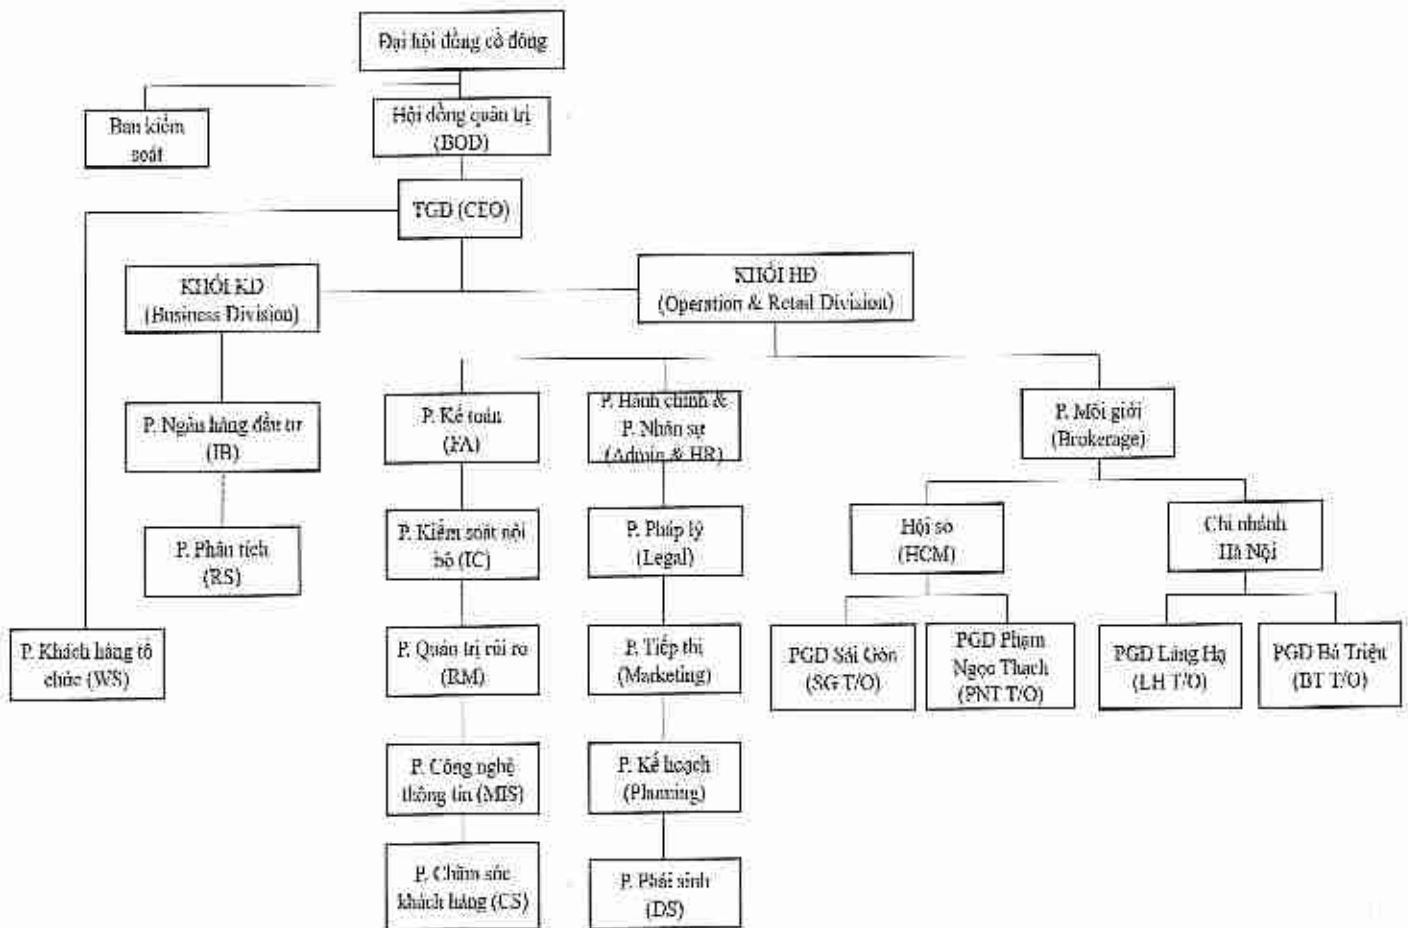 Đại hội đồng cổ đông
Ban kiểm
soát
Hội đồng quản trị
(BOD)
TGD (CEO)
KHỐI KD
(Business Division)
KHỐI HĐ
(Operation & Retail Division)
P. Ngân hàng đầu tư
(IB)
P. Kế toán
(FA)
P. Hành chính &
P. Nhân sự
(Admin & HR)
P. Môi giới
(Brokerage)
P. Phân tích
(RS)
P. Kiểm soát nội
bộ (IC)
P. Pháp lý
(Legal)
Hội sở
(HCM)
Chi nhánh
Hà Nội
P. Khách hàng tổ
chức (WS)
P. Quản trị rủi ro
(RM)
P. Tiếp thị
(Marketing)
PGD Sài Gòn
(SG T/O)
PGD Phạm
Ngọc Thạch
(PNT T/O)
PGD Láng Hạ
(LH T/O)
PGD Bà Triệu
(BT T/O)
P. Công nghệ
thông tin (MIS)
P. Kế hoạch
(Planning)
P. Chăm sóc
khách hàng (CS)
P. Phái sinh
(DS)